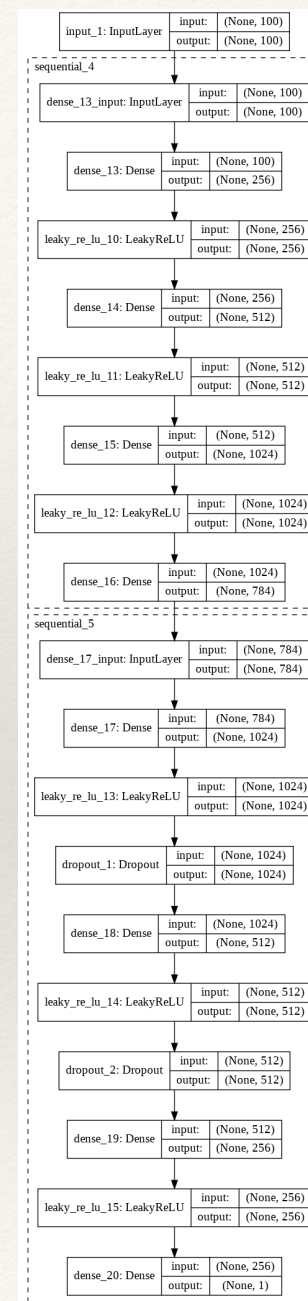 input_1: InputLayer input: (None, 100)
output: (None, 100)
sequential_4
dense_13_input: InputLayer input: (None, 100)
output: (None, 100)
dense_13: Dense input: (None, 100)
output: (None, 256)
leaky_re_lu_10: LeakyReLU input: (None, 256)
output: (None, 256)
dense_14: Dense input: (None, 256)
output: (None, 512)
leaky_re_lu_11: LeakyReLU input: (None, 512)
output: (None, 512)
dense_15: Dense input: (None, 512)
output: (None, 1024)
leaky_re_lu_12: LeakyReLU input: (None, 1024)
output: (None, 1024)
dense_16: Dense input: (None, 1024)
output: (None, 784)
sequential_5
dense_17_input: InputLayer input: (None, 784)
output: (None, 784)
dense_17: Dense input: (None, 784)
output: (None, 1024)
leaky_re_lu_13: LeakyReLU input: (None, 1024)
output: (None, 1024)
dropout_1: Dropout input: (None, 1024)
output: (None, 1024)
dense_18: Dense input: (None, 1024)
output: (None, 512)
leaky_re_lu_14: LeakyReLU input: (None, 512)
output: (None, 512)
dropout_2: Dropout input: (None, 512)
output: (None, 512)
dense_19: Dense input: (None, 512)
output: (None, 256)
leaky_re_lu_15: LeakyReLU input: (None, 256)
output: (None, 256)
dense_20: Dense input: (None, 256)
output: (None, 1)